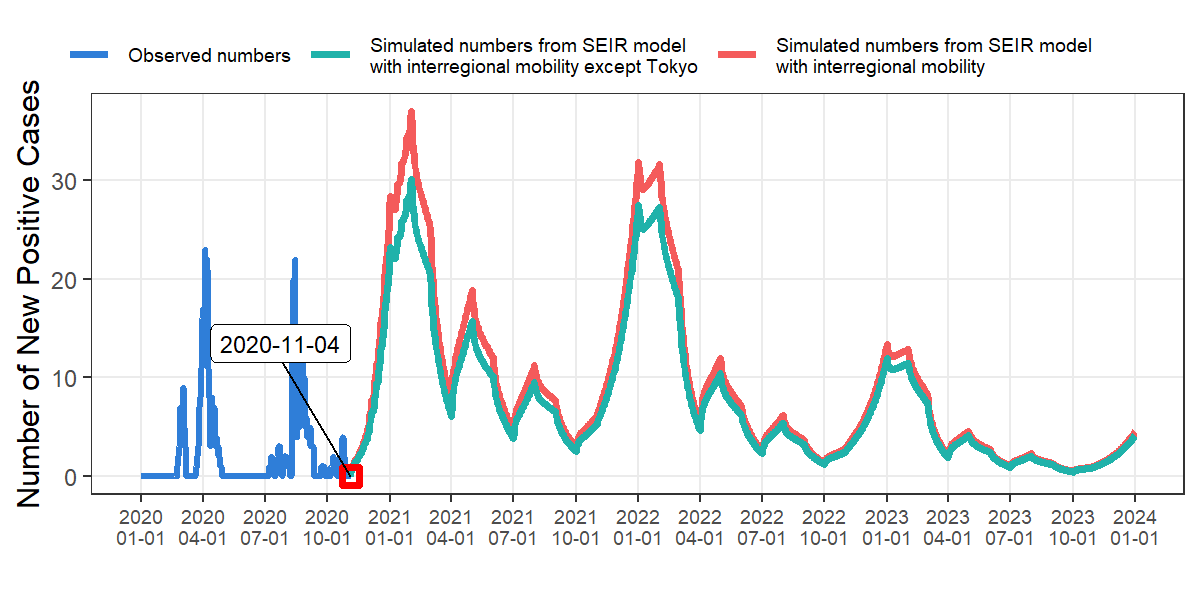 Observed numbers
Simulated numbers from SEIR model
with interregional mobility except Tokyo
Simulated numbers from SEIR model
with interregional mobility
Number of New Positive Cases
30
20
10
0
2020-11-04
2020 2020 2020 2020 2021 2021 2021 2021 2022 2022 2022 2022 2023 2023 2023 2023 2024
01-01 04-01 07-01 10-01 01-01 04-01 07-01 10-01 01-01 04-01 07-01 10-01 01-01 04-01 07-01 10-01 01-01